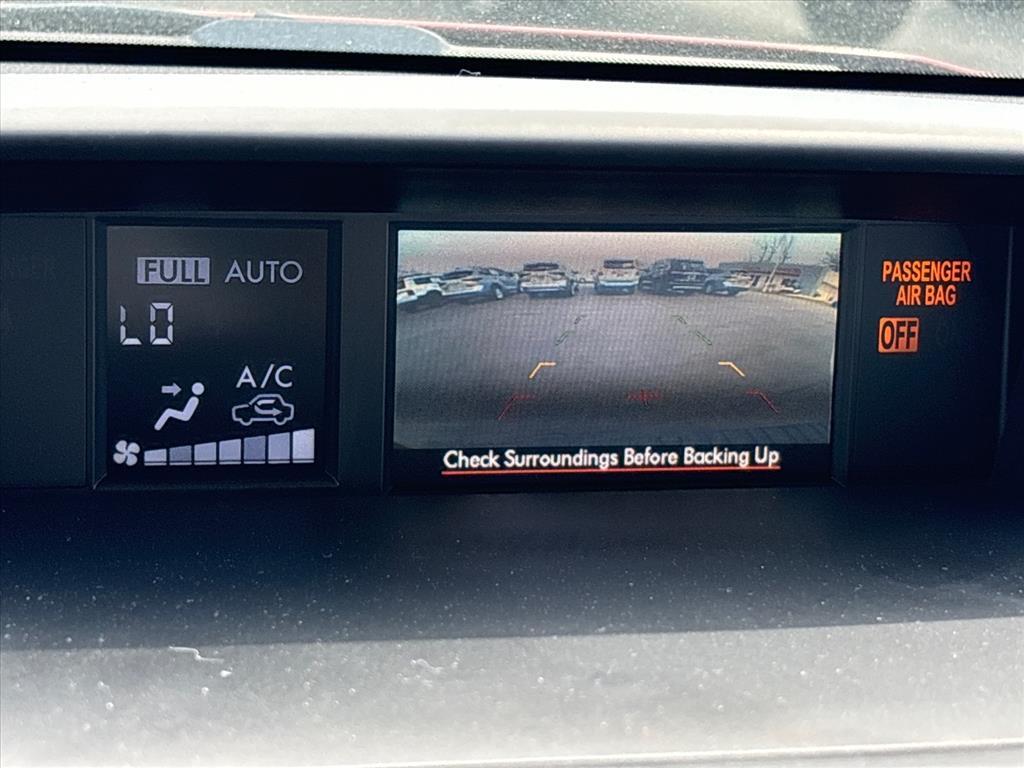 FULL AUTO
LO
A/C
Check Surroundings Before Backing Up
PASSENGER
AIR BAG
OFF